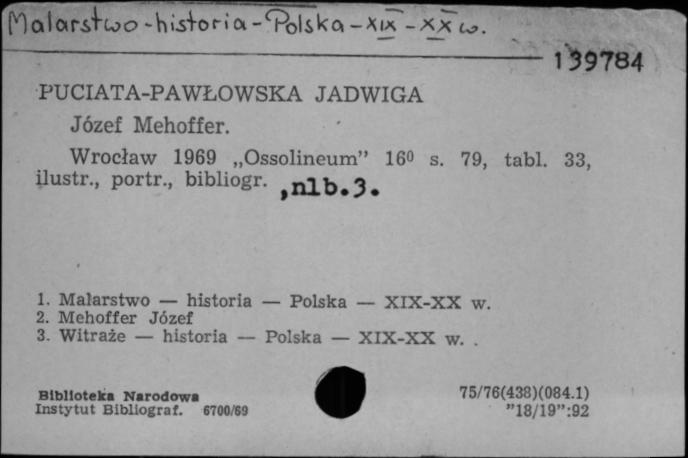 Malarstwo - historia - Polska - XIX - XX w.
139784
PUCIATA-PAWŁOWSKA JADWIGA
Józef Mehoffer.
Wrocław 1969 „Ossolineum” 16⁰ s. 79, tabl. 33,
ilustr., portr., bibliogr. ,nlb.3.
1. Malarstwo — historia — Polska — XIX-XX w.
2. Mehoffer Józef
3. Witraże — historia — Polska — XIX-XX w. .
Biblioteka Narodowa 75/76(438)(084.1)
Instytut Bibliograf. 6700/69 ”18/19”:92